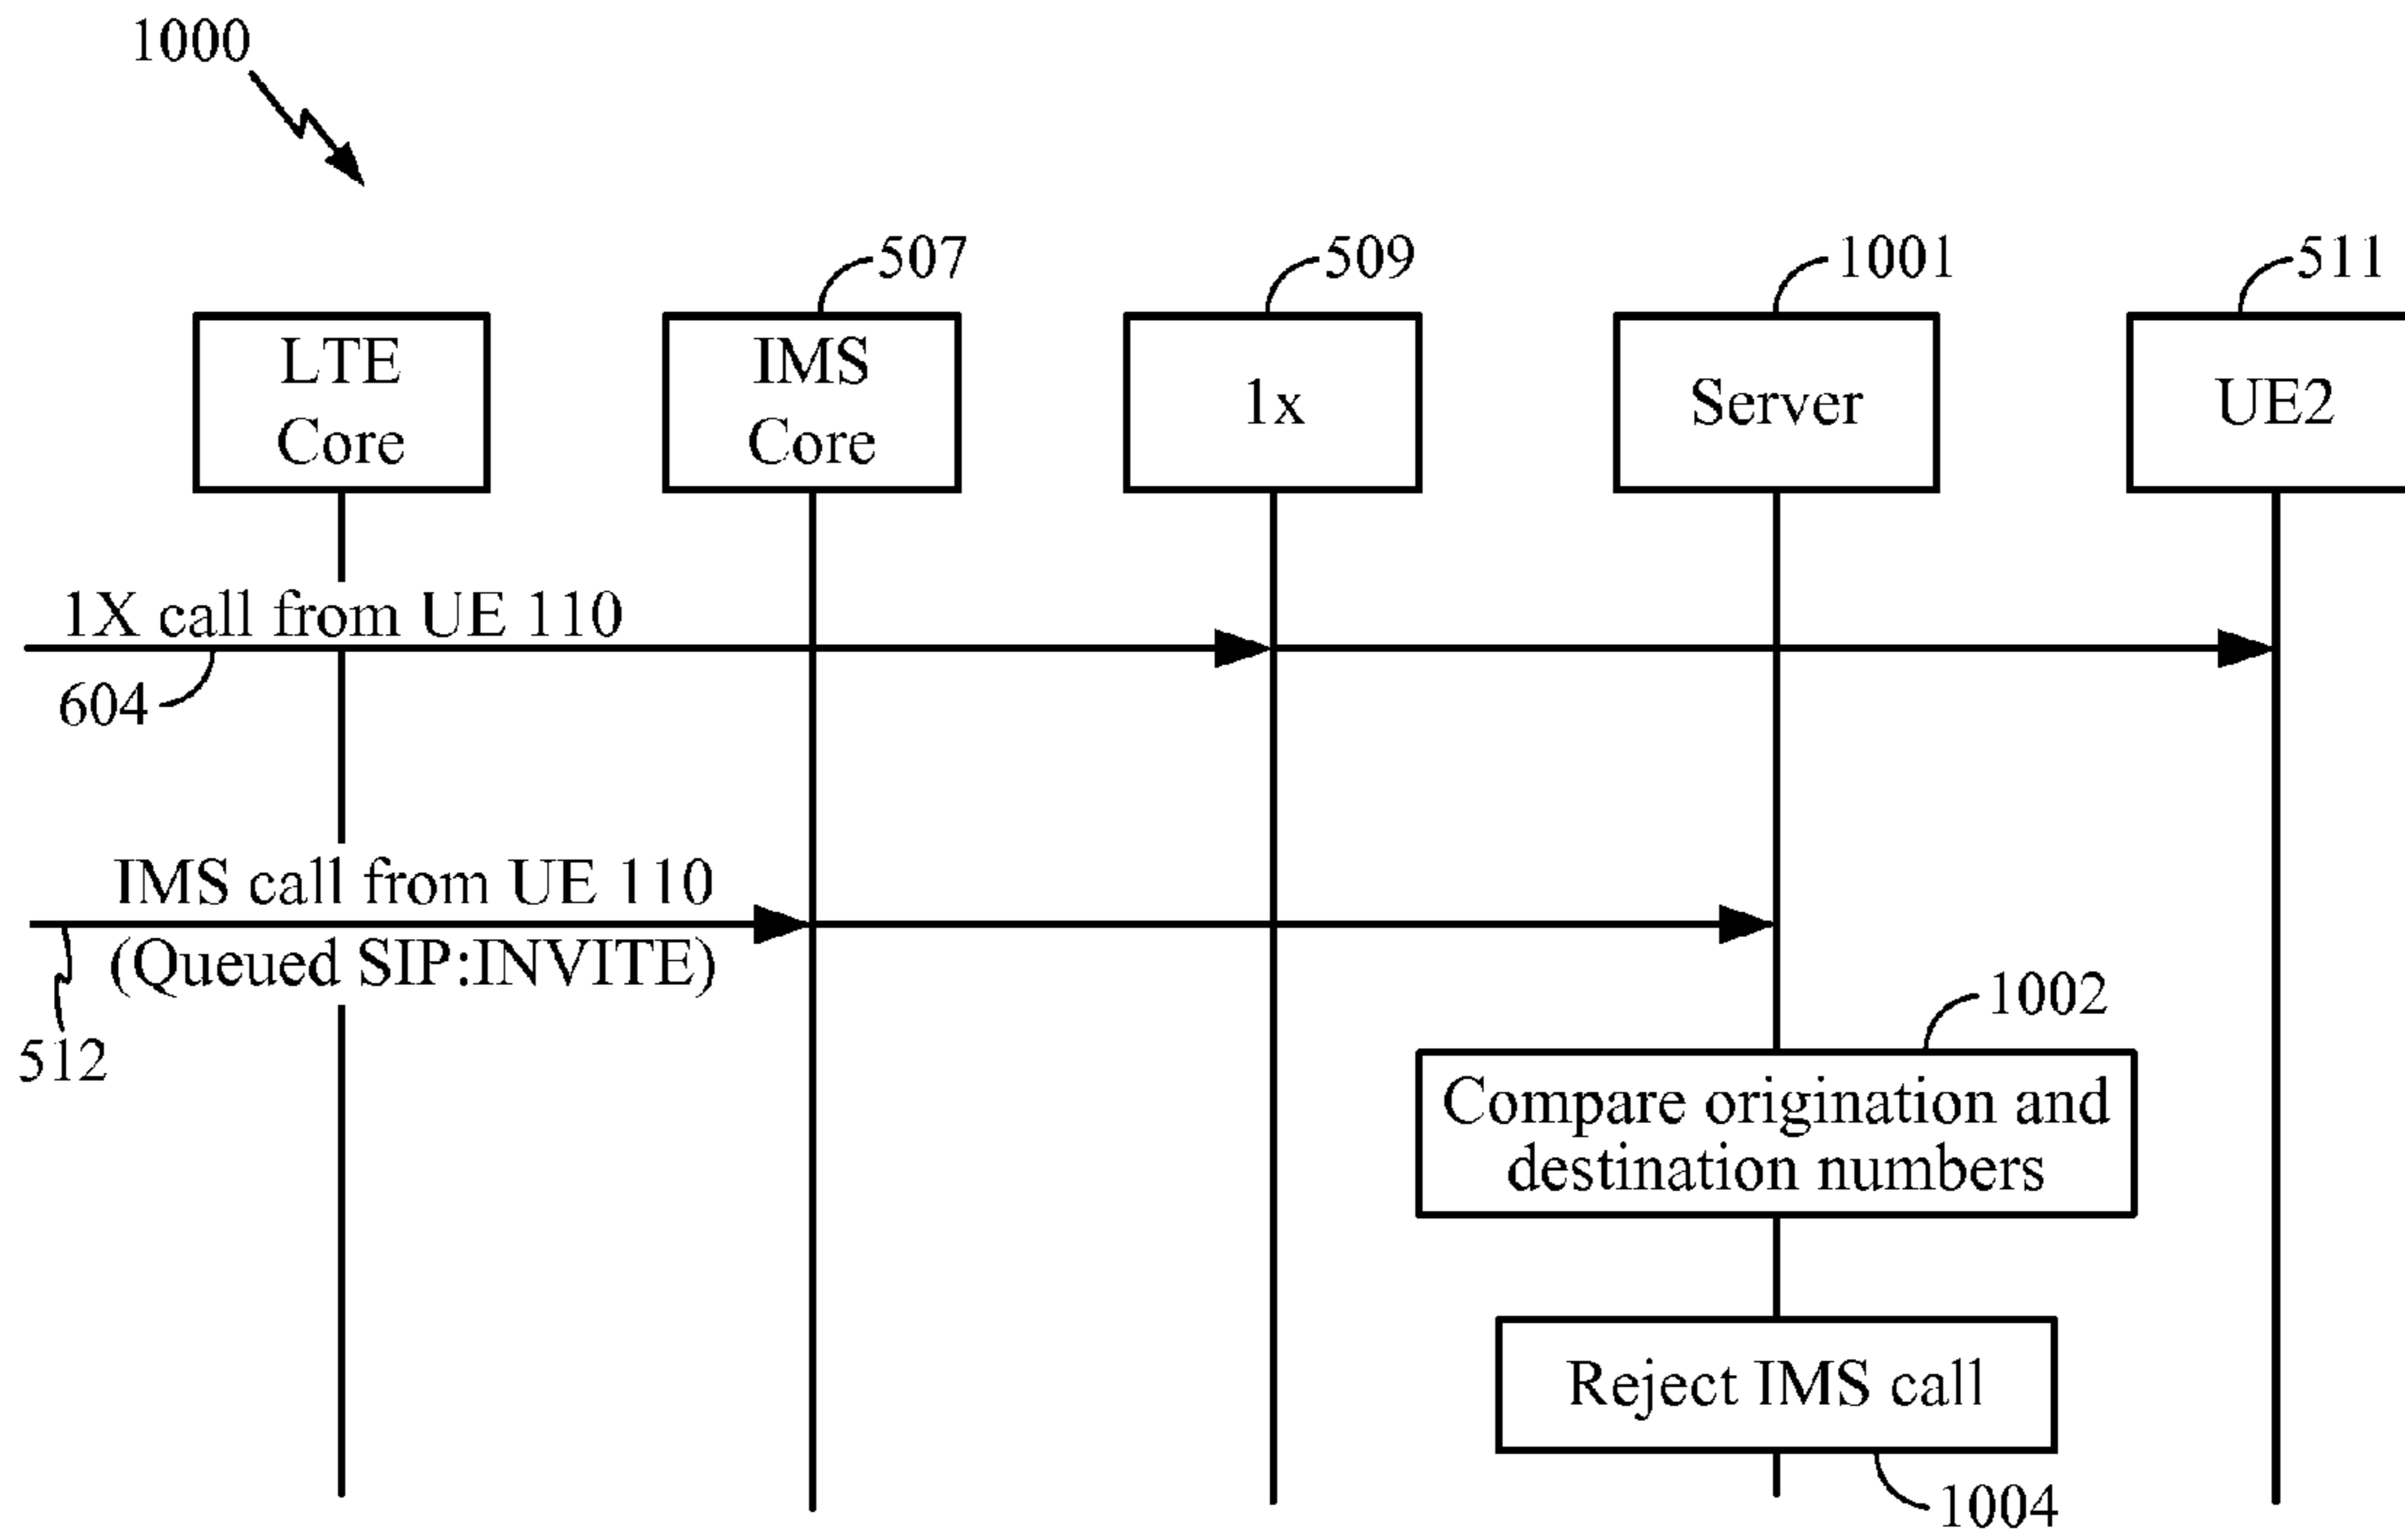 1000
507
509
1001
511
LTE
Core
IMS
Core
1x
Server
UE2
1X call from UE 110
604
IMS call from UE 110
(Queued SIP:INVITE)
512
1002
Compare origination and
destination numbers
Reject IMS call
1004